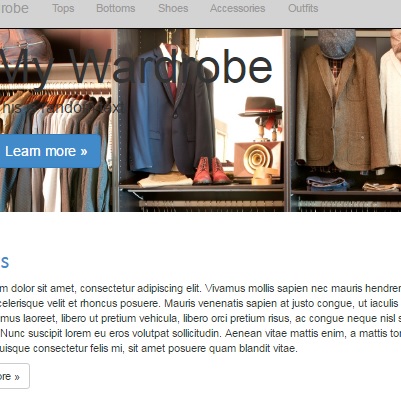 robe Tops Bottoms Shoes Accessories Outfits
My Wardrobe
his random text
Learn more »
s
m dolor sit amet, consectetur adipiscing elit. Vivamus mollis sapien nec mauris hendrer
celerisque velit et rhoncus posuere. Mauris venenatis sapien at justo congue, ut iaculis
mus laoreet, libero ut pretium vehicula, libero orci pretium risus, ac congue neque nisl s
Nunc suscipit lorem eu eros volutpat sollicitudin. Aenean vitae mattis enim, a mattis tor
uisque consectetur felis mi, sit amet posuere quam blandit vitae.
ore »